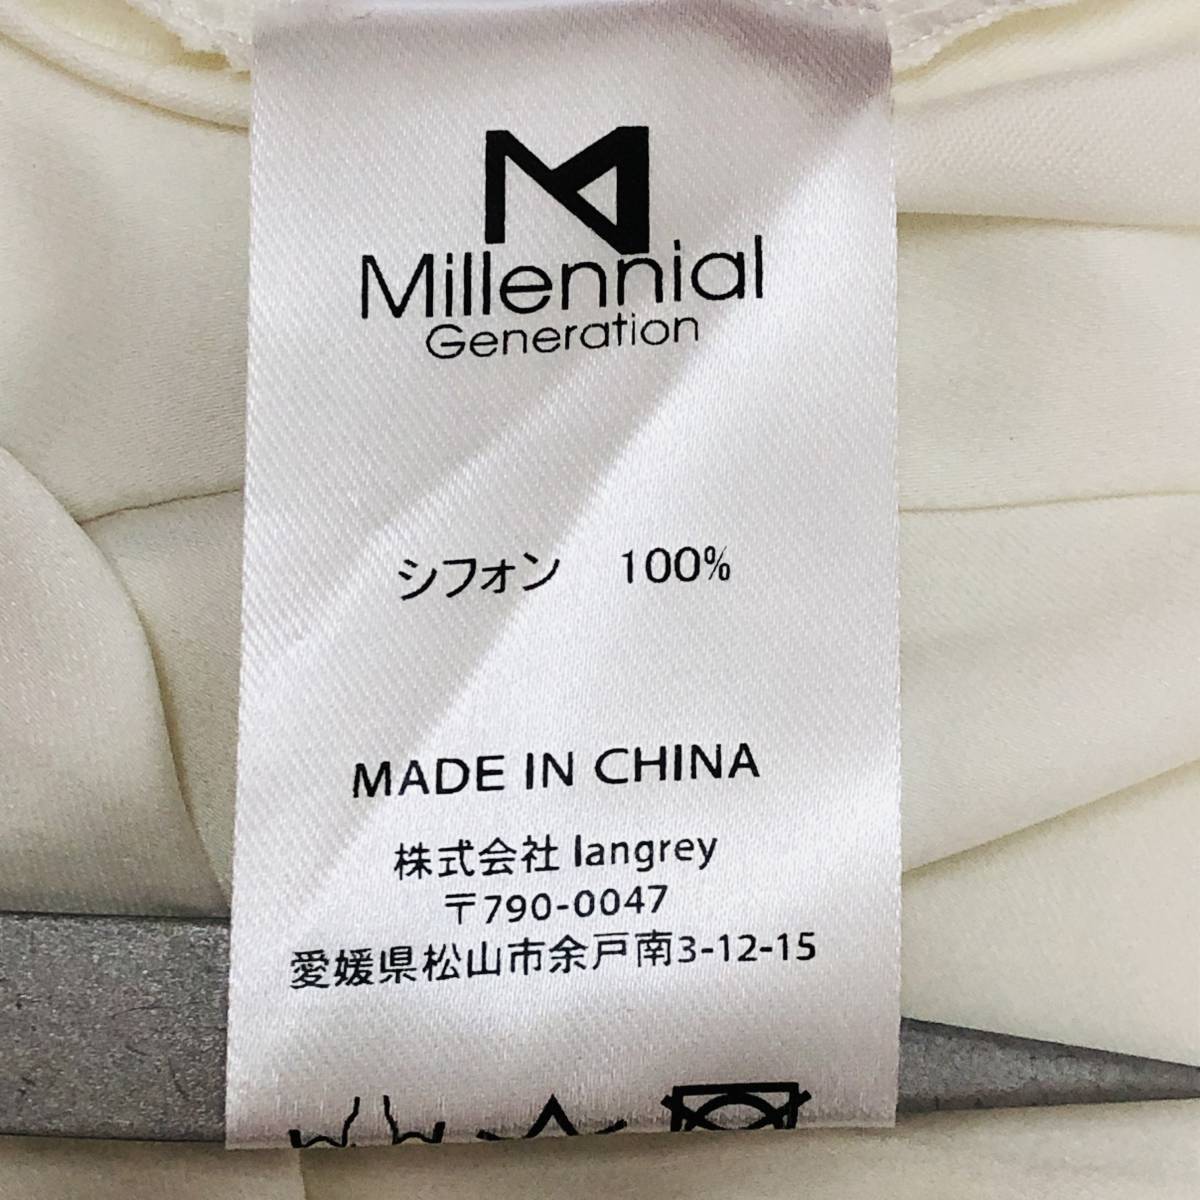 Millennial
Generation
シフォン 100%
MADE IN CHINA
株式会社 langrey
〒790-0047
愛媛県松山市余戸南3-12-15